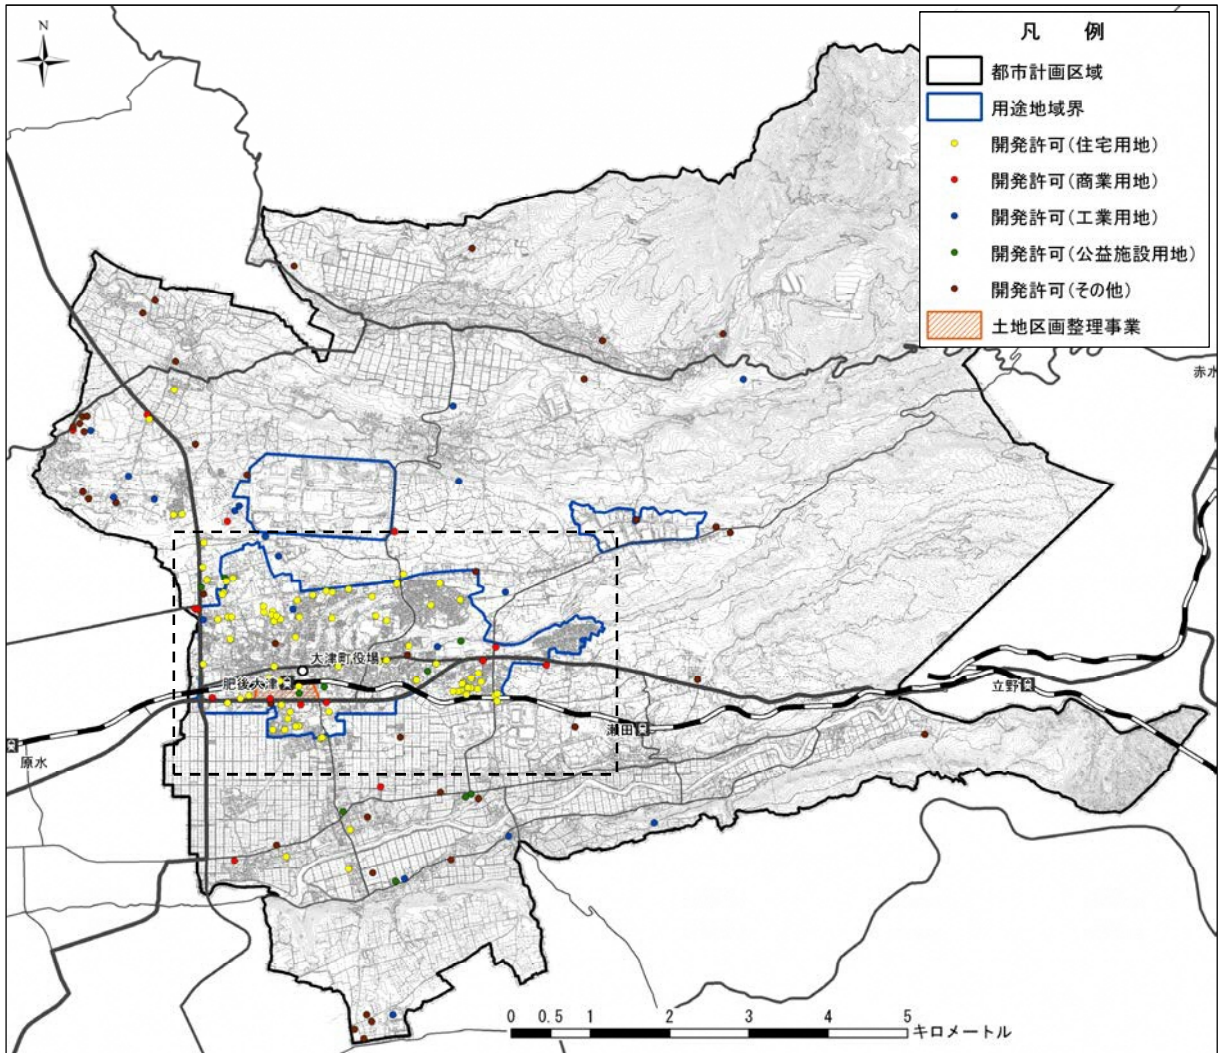 N
凡 例
都市計画区域
用途地域界
開発許可(住宅用地)
開発許可(商業用地)
開発許可(工業用地)
開発許可(公益施設用地)
開発許可(その他)
土地区画整理事業
赤水
大津町役場
肥後大津
立野
瀬田
原水
0 0.5 1 2 3 4 5
キロメートル